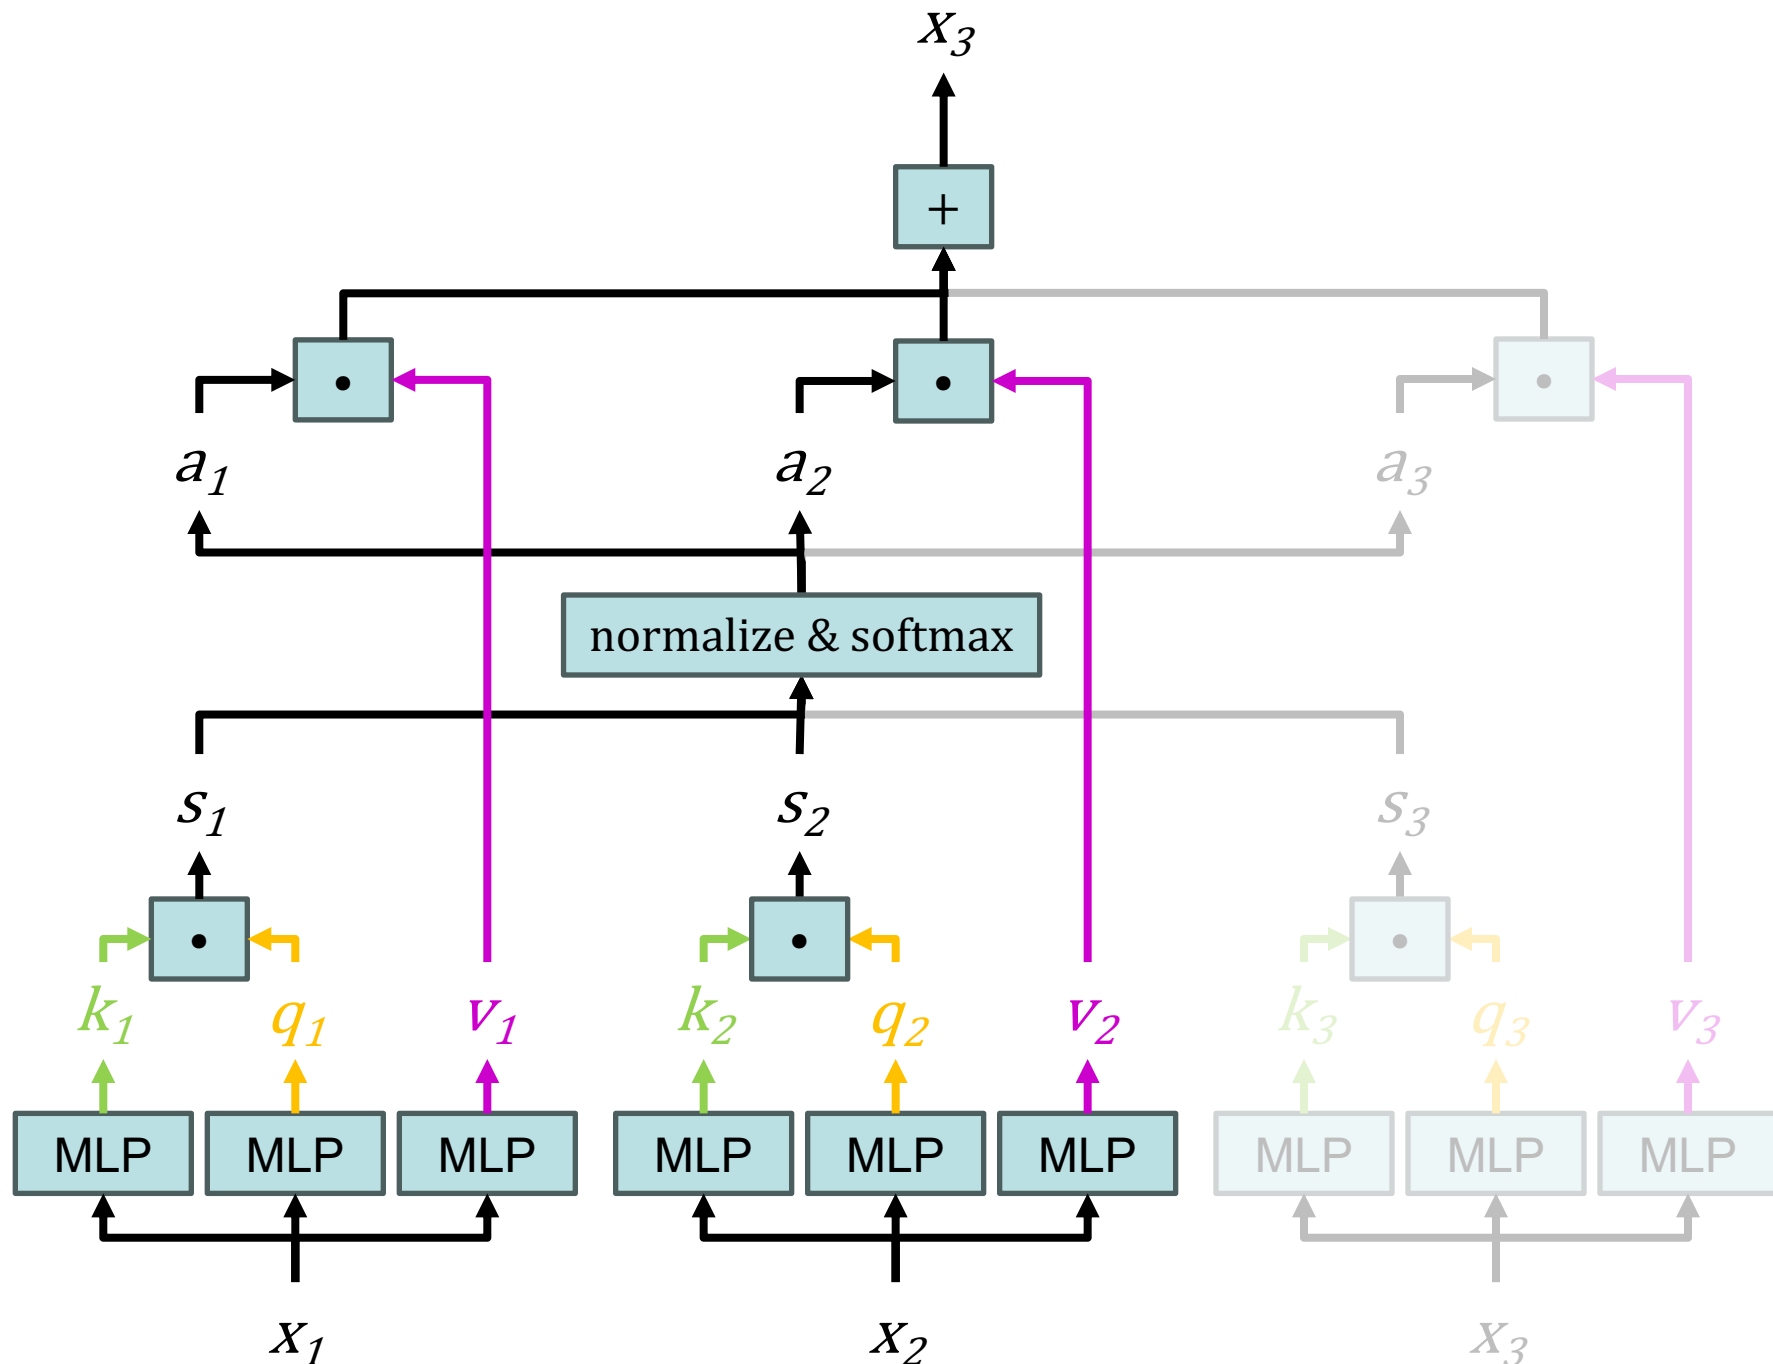 x₃
+
• • •
a₁ a₂ a₃
normalize & softmax
s₁ s₂ s₃
• • •
k₁ q₁ v₁ k₂ q₂ v₂ k₃ q₃ v₃
MLP MLP MLP MLP MLP MLP MLP MLP MLP
x₁ x₂ x₃